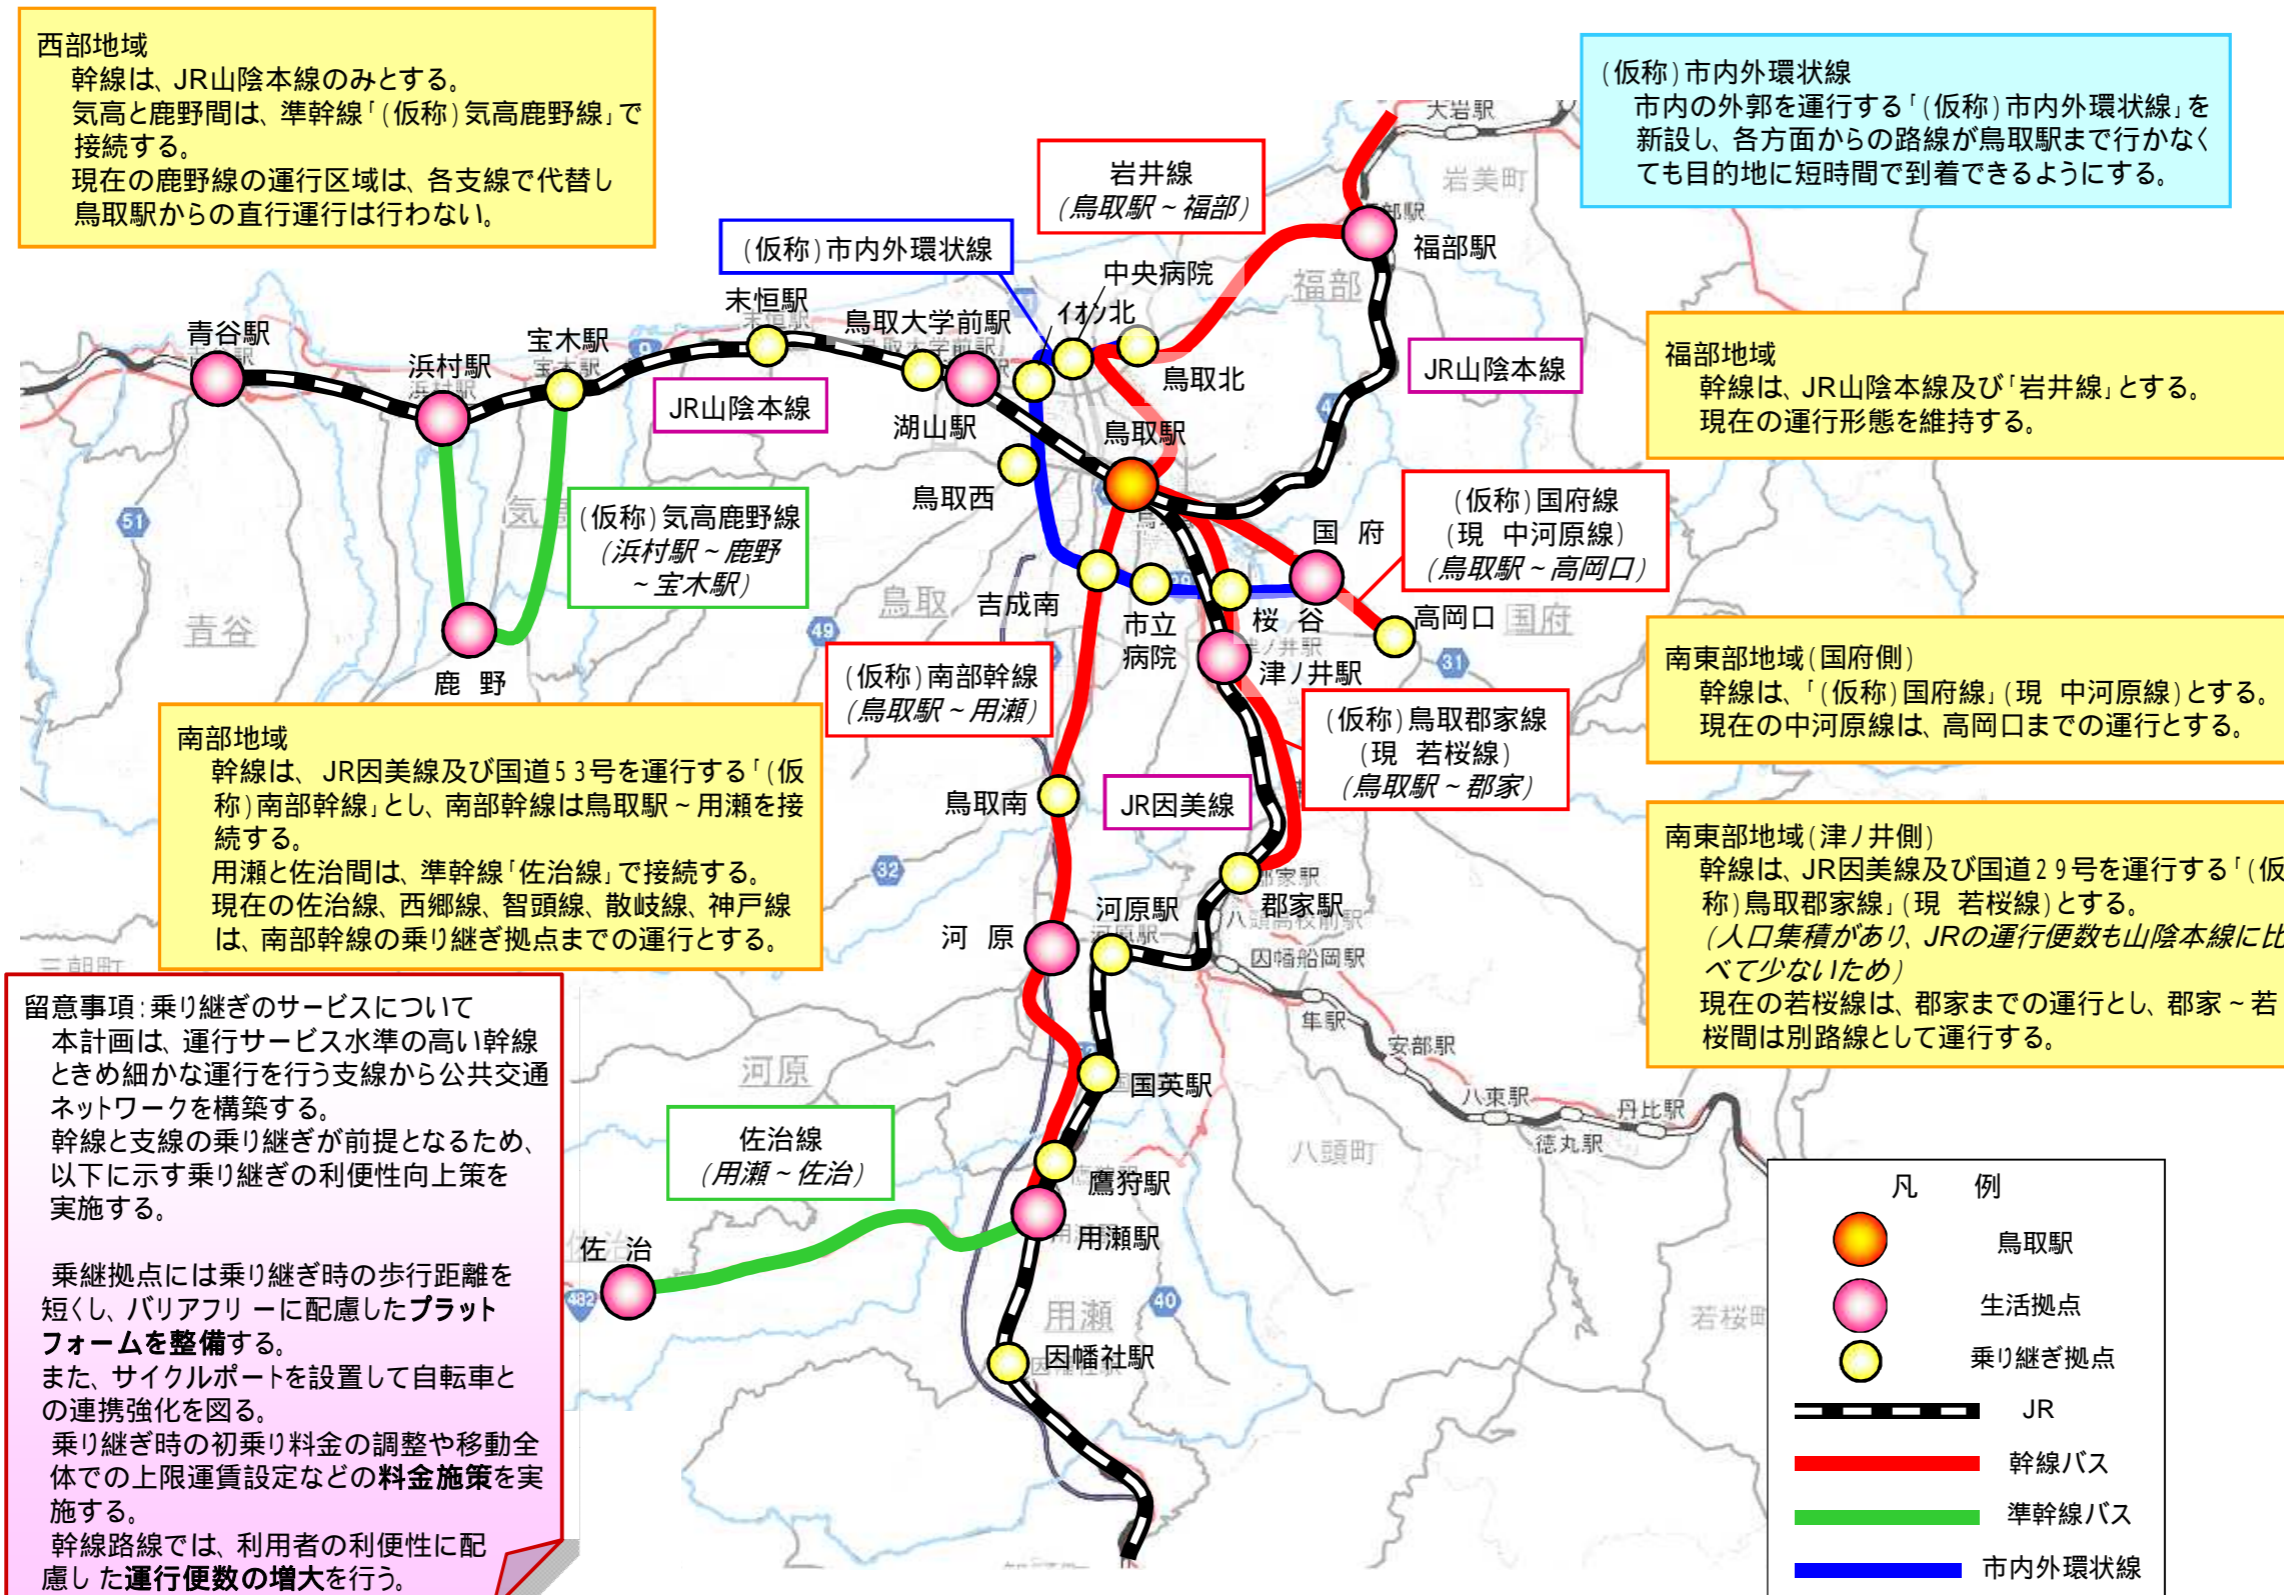 西部地域
幹線は、JR山陰本線のみとする。
気高と鹿野間は、準幹線「(仮称)気高鹿野線」で
接続する。
現在の鹿野線の運行区域は、各支線で代替し
鳥取駅からの直行運行は行わない。
(仮称)市内外環状線
市内の外郭を運行する「(仮称)市内外環状線」を
新設し、各方面からの路線が鳥取駅まで行かなく
ても目的地に短時間で到着できるようにする。
大岩駅
岩美町
岩井線
(鳥取駅~福部)
(仮称)市内外環状線
中央病院
イオン北
福部駅
福部
末恒駅
鳥取大学前駅
青谷駅
浜村駅
宝木駅
JR山陰本線
湖山駅
鳥取北
鳥取駅
JR山陰本線
鳥取西
福部地域
幹線は、JR山陰本線及び「岩井線」とする。
現在の運行形態を維持する。
(仮称)気高鹿野線
(浜村駅~鹿野
~宝木駅)
(仮称)国府線
(現 中河原線)
(鳥取駅~高岡口)
国 府
51
9
49
31
32
40
482
青谷
鳥取
吉成南
市立
病院
桜 谷
津ノ井駅
高岡口
国府
鹿 野
(仮称)南部幹線
(鳥取駅~用瀬)
南東部地域(国府側)
幹線は、「(仮称)国府線」(現 中河原線)とする。
現在の中河原線は、高岡口までの運行とする。
南部地域
幹線は、JR因美線及び国道53号を運行する「(仮
称)南部幹線」とし、南部幹線は鳥取駅~用瀬を接
続する。
用瀬と佐治間は、準幹線「佐治線」で接続する。
現在の佐治線、西郷線、智頭線、散岐線、神戸線
は、南部幹線の乗り継ぎ拠点までの運行とする。
(仮称)鳥取郡家線
(現 若桜線)
(鳥取駅~郡家)
鳥取南
JR因美線
南東部地域(津ノ井側)
幹線は、JR因美線及び国道29号を運行する「(仮
称)鳥取郡家線」(現 若桜線)とする。
(人口集積があり、JRの運行便数も山陰本線に比
べて少ないため)
現在の若桜線は、郡家までの運行とし、郡家~若
桜間は別路線として運行する。
河 原
河原駅
郡家駅
八頭高校前駅
因幡船岡駅
隼駅
安部駅
八東駅
徳丸駅
丹比駅
三朝町
留意事項:乗り継ぎのサービスについて
本計画は、運行サービス水準の高い幹線
ときめ細かな運行を行う支線から公共交通
ネットワークを構築する。
幹線と支線の乗り継ぎが前提となるため、
以下に示す乗り継ぎの利便性向上策を
実施する。
乗継拠点には乗り継ぎ時の歩行距離を
短くし、バリアフリーに配慮したプラット
フォームを整備する。
また、サイクルポートを設置して自転車と
の連携強化を図る。
乗り継ぎ時の初乗り料金の調整や移動全
体での上限運賃設定などの料金施策を実
施する。
幹線路線では、利用者の利便性に配
慮した運行便数の増大を行う。
河原
国英駅
八頭町
佐治線
(用瀬~佐治)
鷹狩駅
用瀬駅
佐 治
用瀬
因幡社駅
若桜町
凡 例
鳥取駅
生活拠点
乗り継ぎ拠点
JR
幹線バス
準幹線バス
市内外環状線